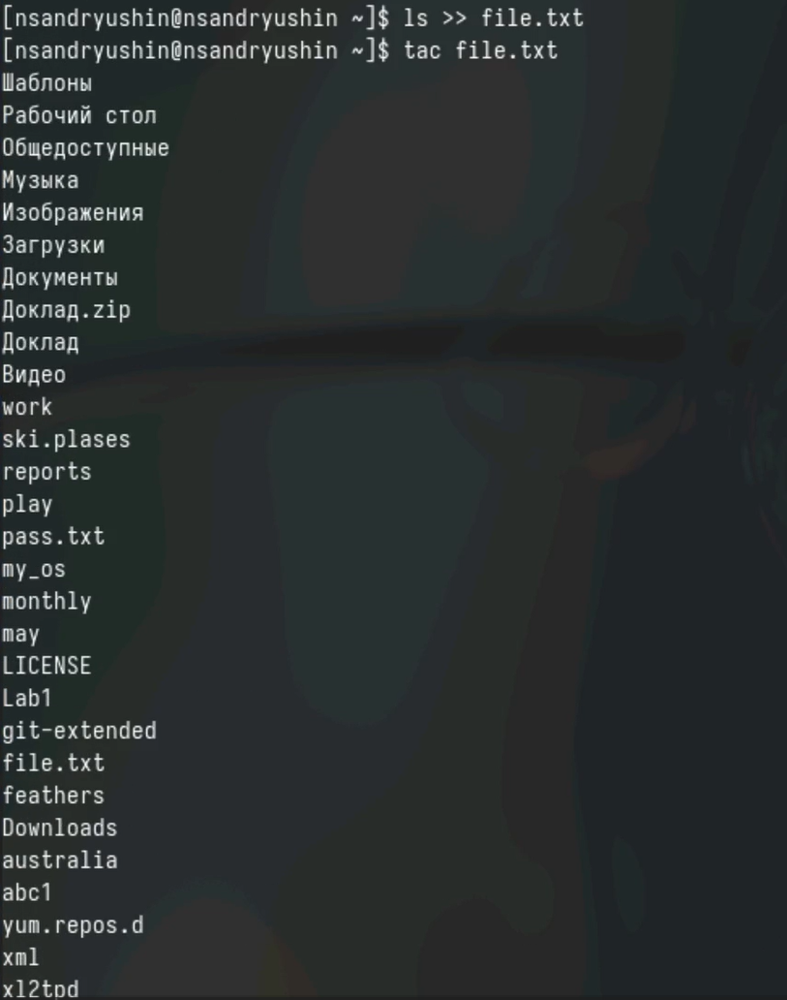 [nsandryushin@nsandryushin ~]$ ls >> file.txt
[nsandryushin@nsandryushin ~]$ tac file.txt
Шаблоны
Рабочий стол
Общедоступные
Музыка
Изображения
Загрузки
Документы
Доклад.zip
Доклад
Видео
work
ski.plases
reports
play
pass.txt
my_os
monthly
may
LICENSE
Lab1
git-extended
file.txt
feathers
Downloads
australia
abc1
yum.repos.d
xml
xl2tpd